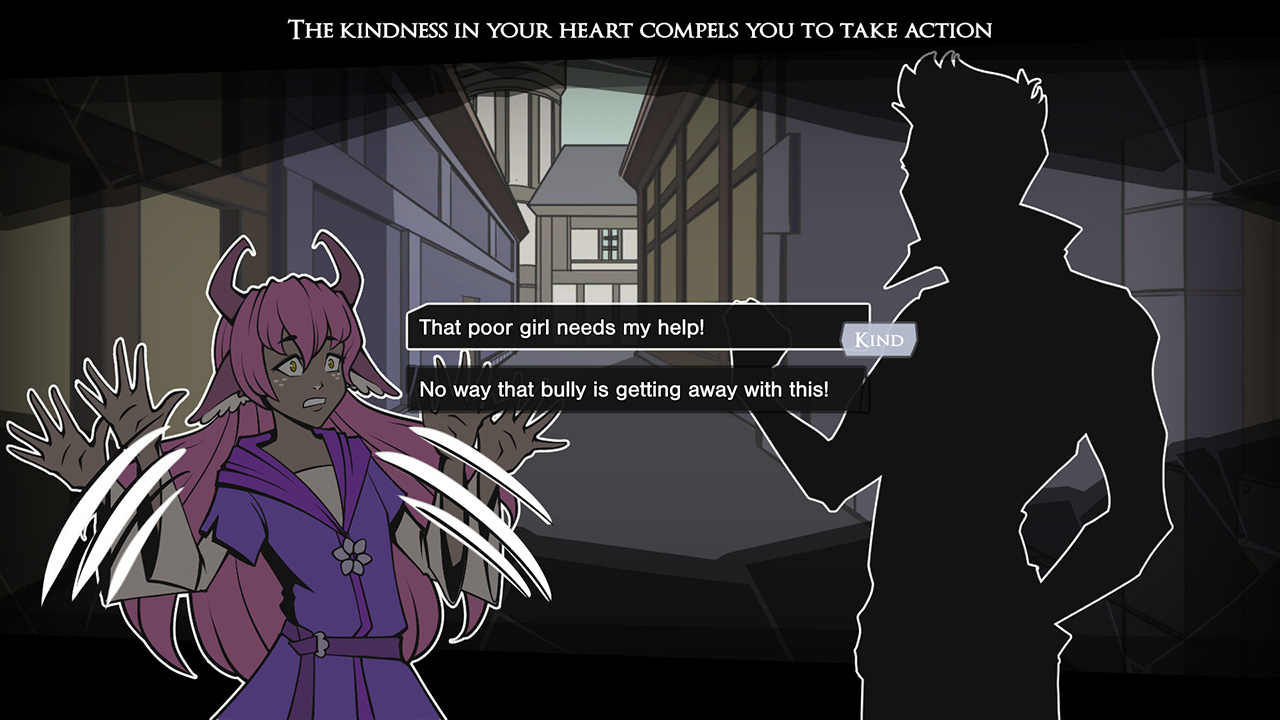 The kindness in your heart compels you to take action
That poor girl needs my help!
Kind
No way that bully is getting away with this!